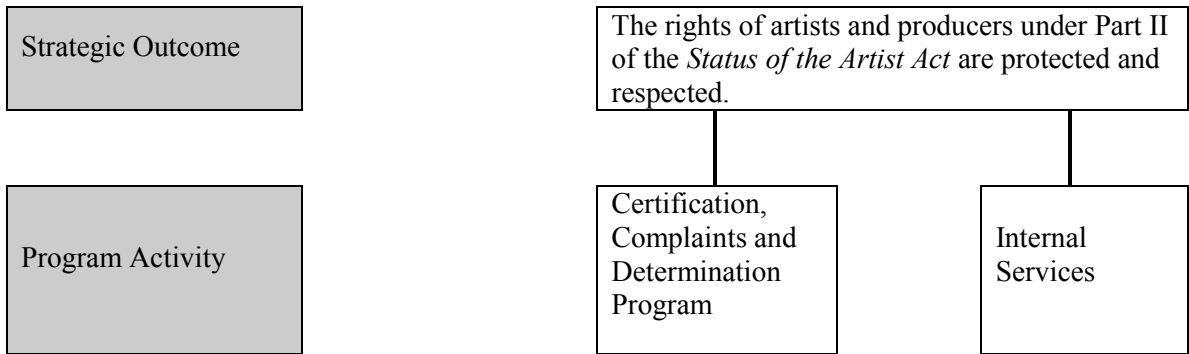 Strategic Outcome
The rights of artists and producers under Part II
of the Status of the Artist Act are protected and
respected.
Program Activity
Certification,
Complaints and
Determination
Program
Internal
Services